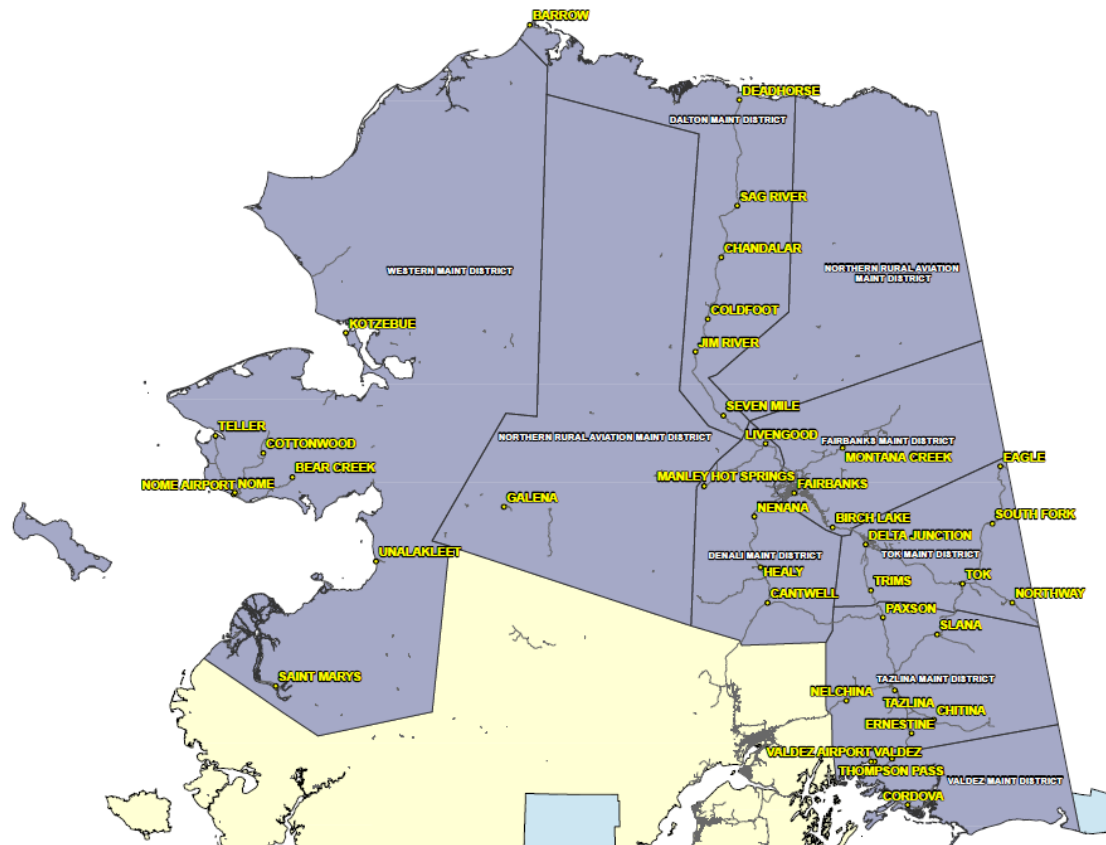 BARROW
DEADHORSE
DALTON MAINT DISTRICT
SAG RIVER
CHANDALAR
WESTERN MAINT DISTRICT
NORTHERN RURAL AVIATION
MAINT DISTRICT
COLDFOOT
KOTZEBUE
JIM RIVER
SEVEN MILE
TELLER
LIVENGOOD
NORTHERN RURAL AVIATION MAINT DISTRICT
FAIRBANKS MAINT DISTRICT
COTTONWOOD
MONTANA CREEK
EAGLE
BEAR CREEK
MANLEY HOT SPRINGS
NOME AIRPORT
NOME
FAIRBANKS
GALENA
NENANA
BIRCH LAKE
SOUTH FORK
DELTA JUNCTION
UNALAKLEET
DENALI MAINT DISTRICT
TOK MAINT DISTRICT
HEALY
TRIMS
TOK
CANTWELL
NORTHWAY
PAXSON
SLANA
SAINT MARYS
TAZLINA MAINT DISTRICT
NELCHINA
TAZLINA
CHITINA
ERNESTINE
VALDEZ AIRPORT
VALDEZ
THOMPSON PASS
VALDEZ MAINT DISTRICT
CORDOVA